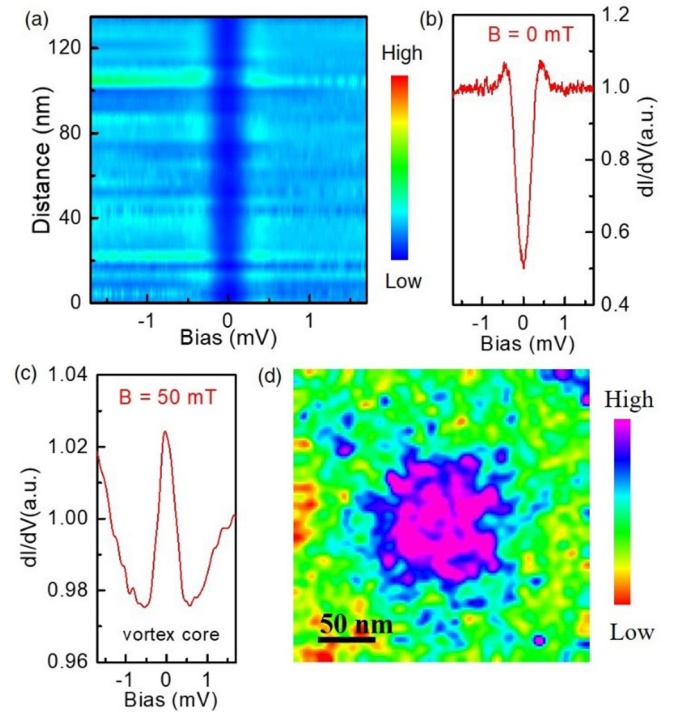 (a)
120
80
40
0
Distance (nm)
-1
0
1
Bias (mV)
High
Low
(b)
B = 0 mT
1.2
1.0
0.8
0.6
0.4
dI/dV(a.u.)
-1
0
1
Bias (mV)
(c)
1.04
1.02
1.00
0.98
0.96
dI/dV(a.u.)
B = 50 mT
vortex core
-1
0
1
Bias (mV)
(d)
50 nm
High
Low